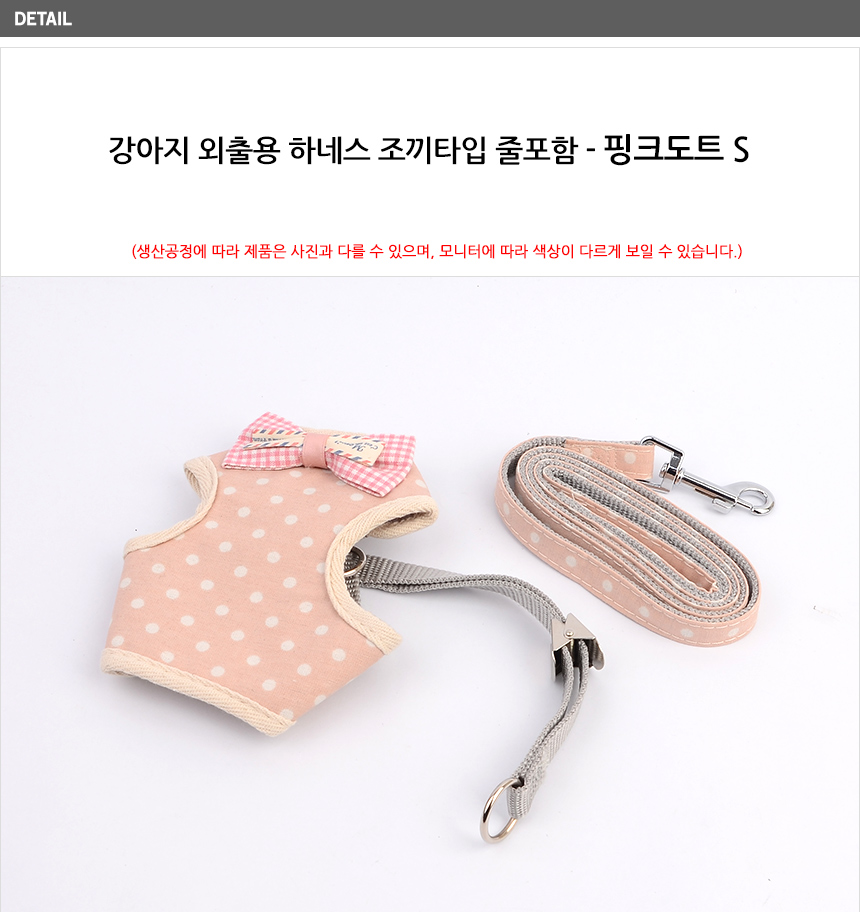 DETAIL
강아지 외출용 하네스 조끼타입 줄포함 - 핑크도트 S
(생산공정에 따라 제품은 사진과 다를 수 있으며, 모니터에 따라 색상이 다르게 보일 수 있습니다.)